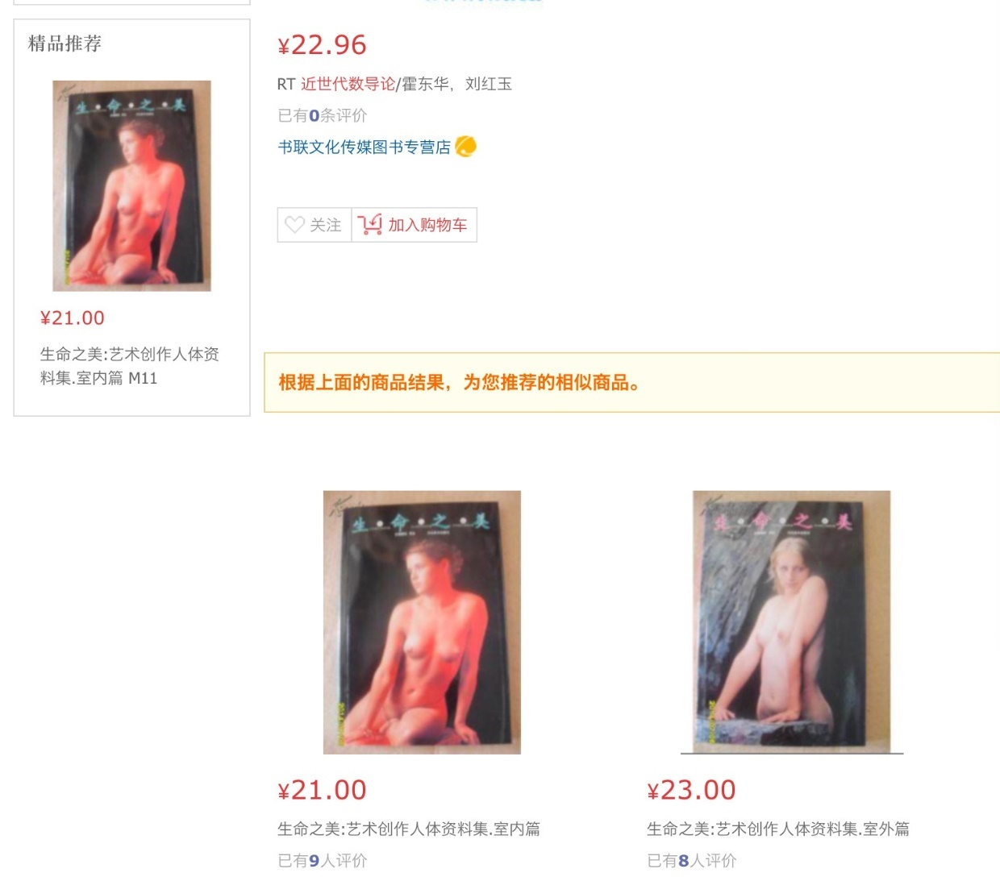 精品推荐
生·命·之·美
¥21.00
生命之美:艺术创作人体资
料集.室内篇 M11
¥22.96
RT 近世代数导论/霍东华，刘红玉
已有0条评价
书联文化传媒图书专营店
关注
加入购物车
根据上面的商品结果，为您推荐的相似商品。
生·命·之·美
¥21.00
生命之美:艺术创作人体资料集.室内篇
已有9人评价
生·命·之·美
¥23.00
生命之美:艺术创作人体资料集.室外篇
已有8人评价